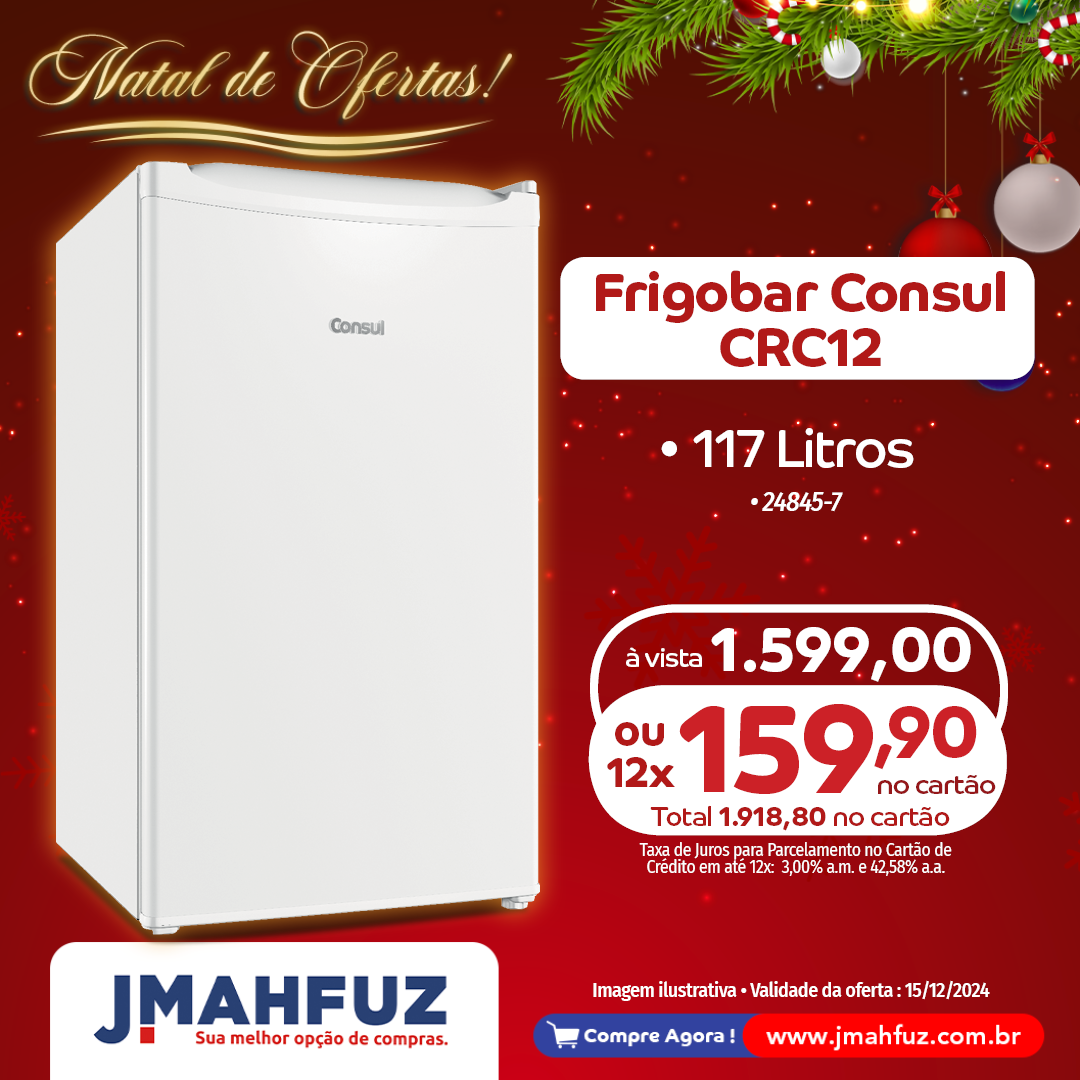 Natal de Ofertas!
Consul
Frigobar Consul
CRC12
• 117 Litros
• 24845-7
à vista 1.599,00
ou
12x 159,90
no cartão
Total 1.918,80 no cartão
Taxa de Juros para Parcelamento no Cartão de
Crédito em até 12x: 3,00% a.m. e 42,58% a.a.
JMAHFUZ
Sua melhor opção de compras.
Imagem ilustrativa • Validade da oferta : 15/12/2024
Compre Agora !
www.jmahfuz.com.br